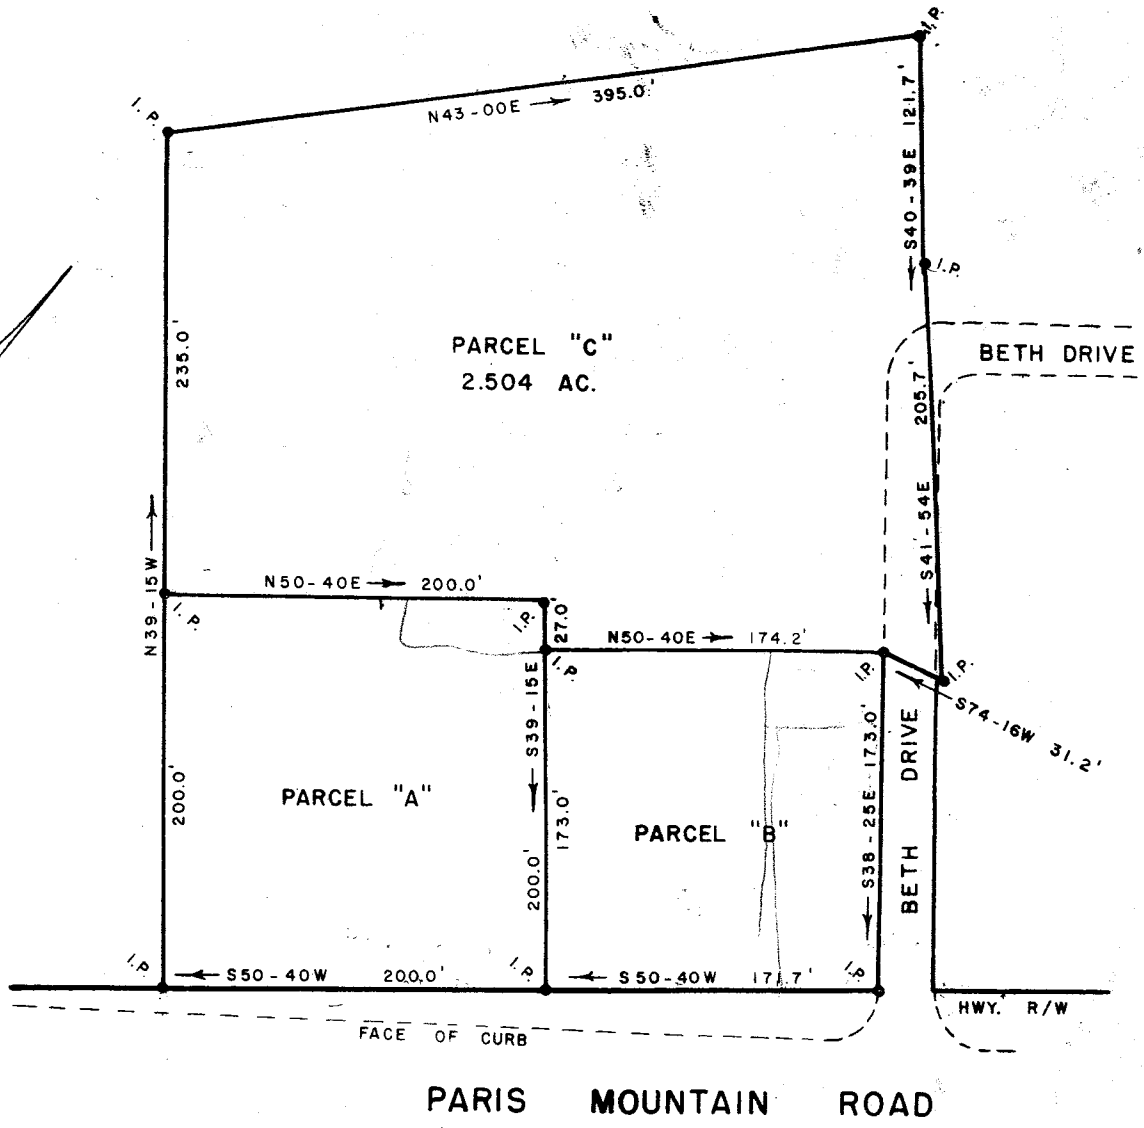 I.P.
N43-00E 395.0'
I.P.
S40-39E 121.7'
I.P.
235.0'
PARCEL "C"
2.504 AC.
BETH DRIVE
205.7'
S41-54E
N39-15W
N50-40E 200.0'
I.P.
I.P.
27.0'
N50-40E 174.2'
I.P.
I.P.
I.P.
S74-16W 31.2'
S39-15E
200.0'
173.0'
200.0'
PARCEL "A"
PARCEL "B"
S38-25E 173.0'
BETH DRIVE
I.P.
S50-40W 200.0'
I.P.
S50-40W 171.7'
I.P.
HWY. R/W
FACE OF CURB
PARIS MOUNTAIN ROAD